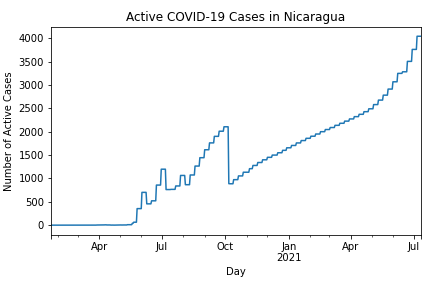 Active COVID-19 Cases in Nicaragua
Number of Active Cases
4000
3500
3000
2500
2000
1500
1000
500
0
Apr Jul Oct Jan Apr Jul
2021
Day